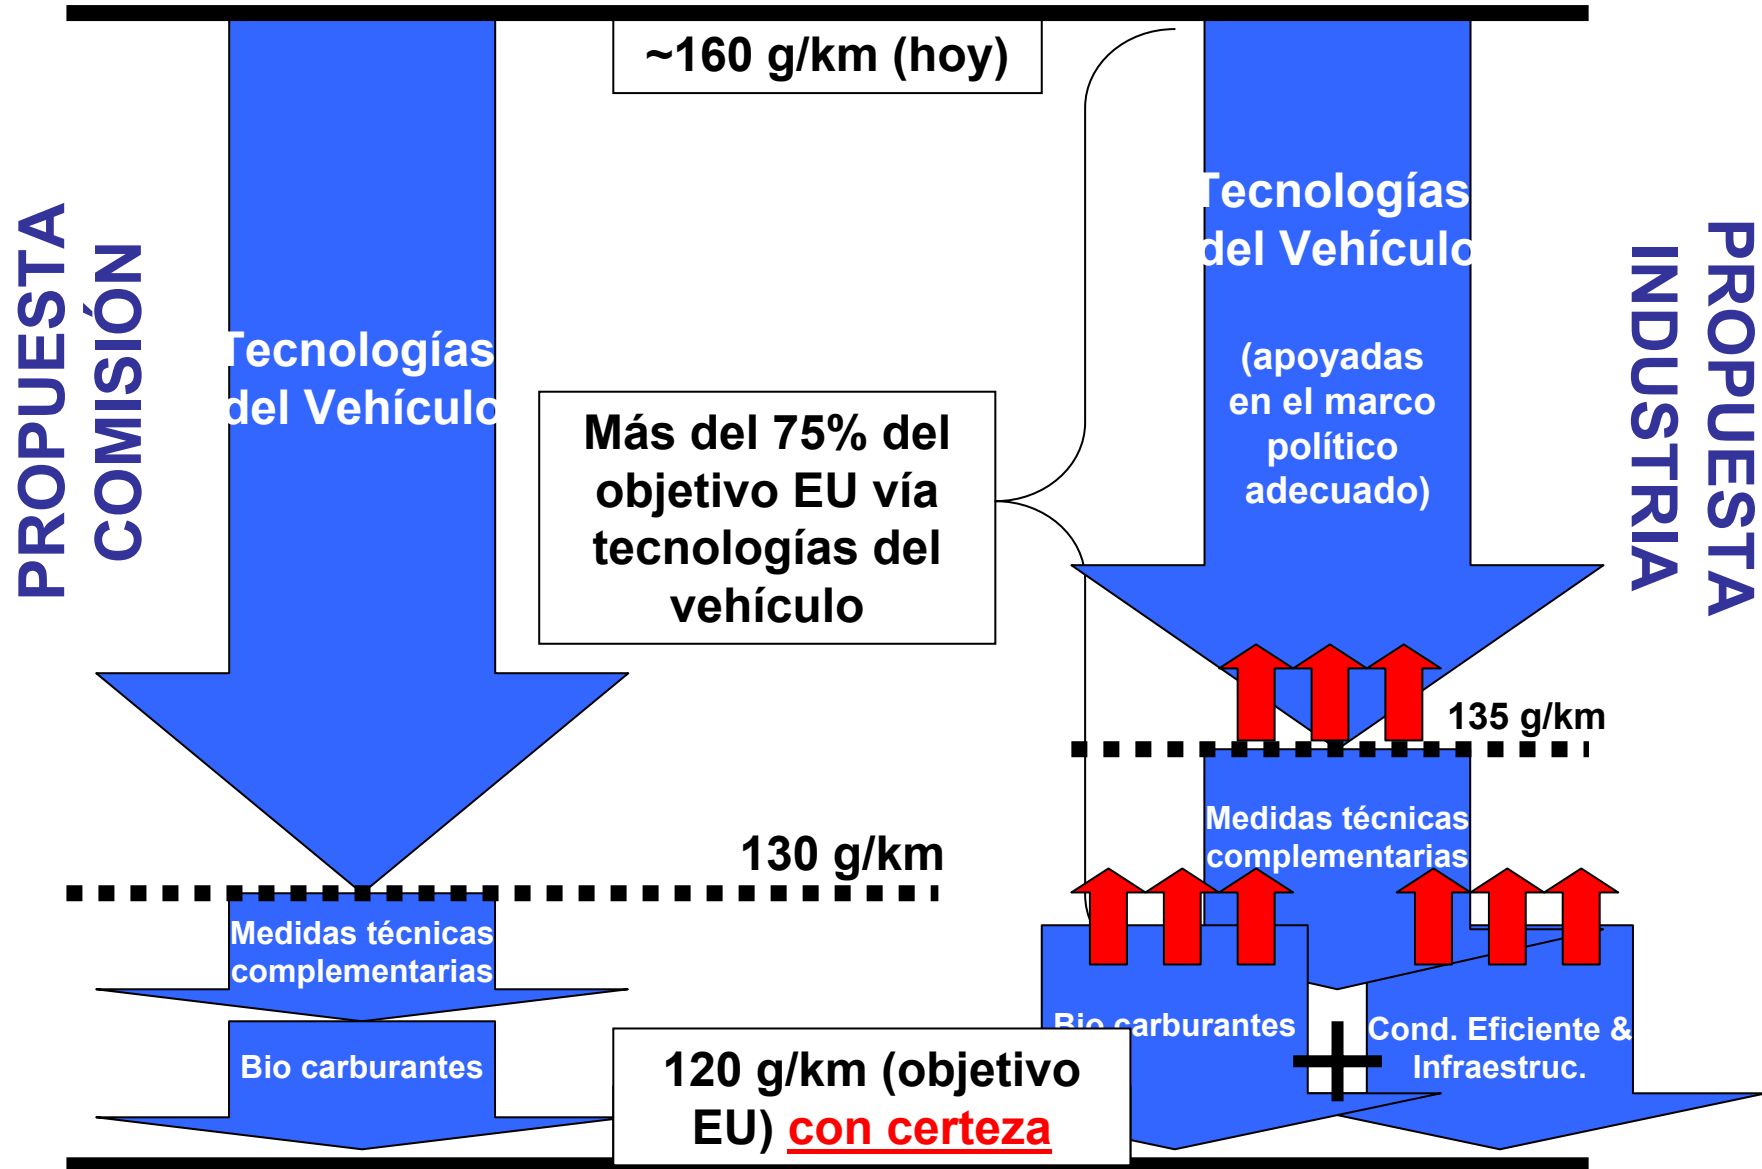 ~160 g/km (hoy)
PROPUESTA
COMISIÓN
Tecnologías
del Vehículo
130 g/km
Medidas técnicas
complementarias
Bio carburantes
Más del 75% del
objetivo EU vía
tecnologías del
vehículo
120 g/km (objetivo
EU) con certeza
PROPUESTA
INDUSTRIA
Tecnologías
del Vehículo
(apoyadas
en el marco
político
adecuado)
135 g/km
Medidas técnicas
complementarias
Bio carburantes
+
Cond. Eficiente &
Infraestruc.